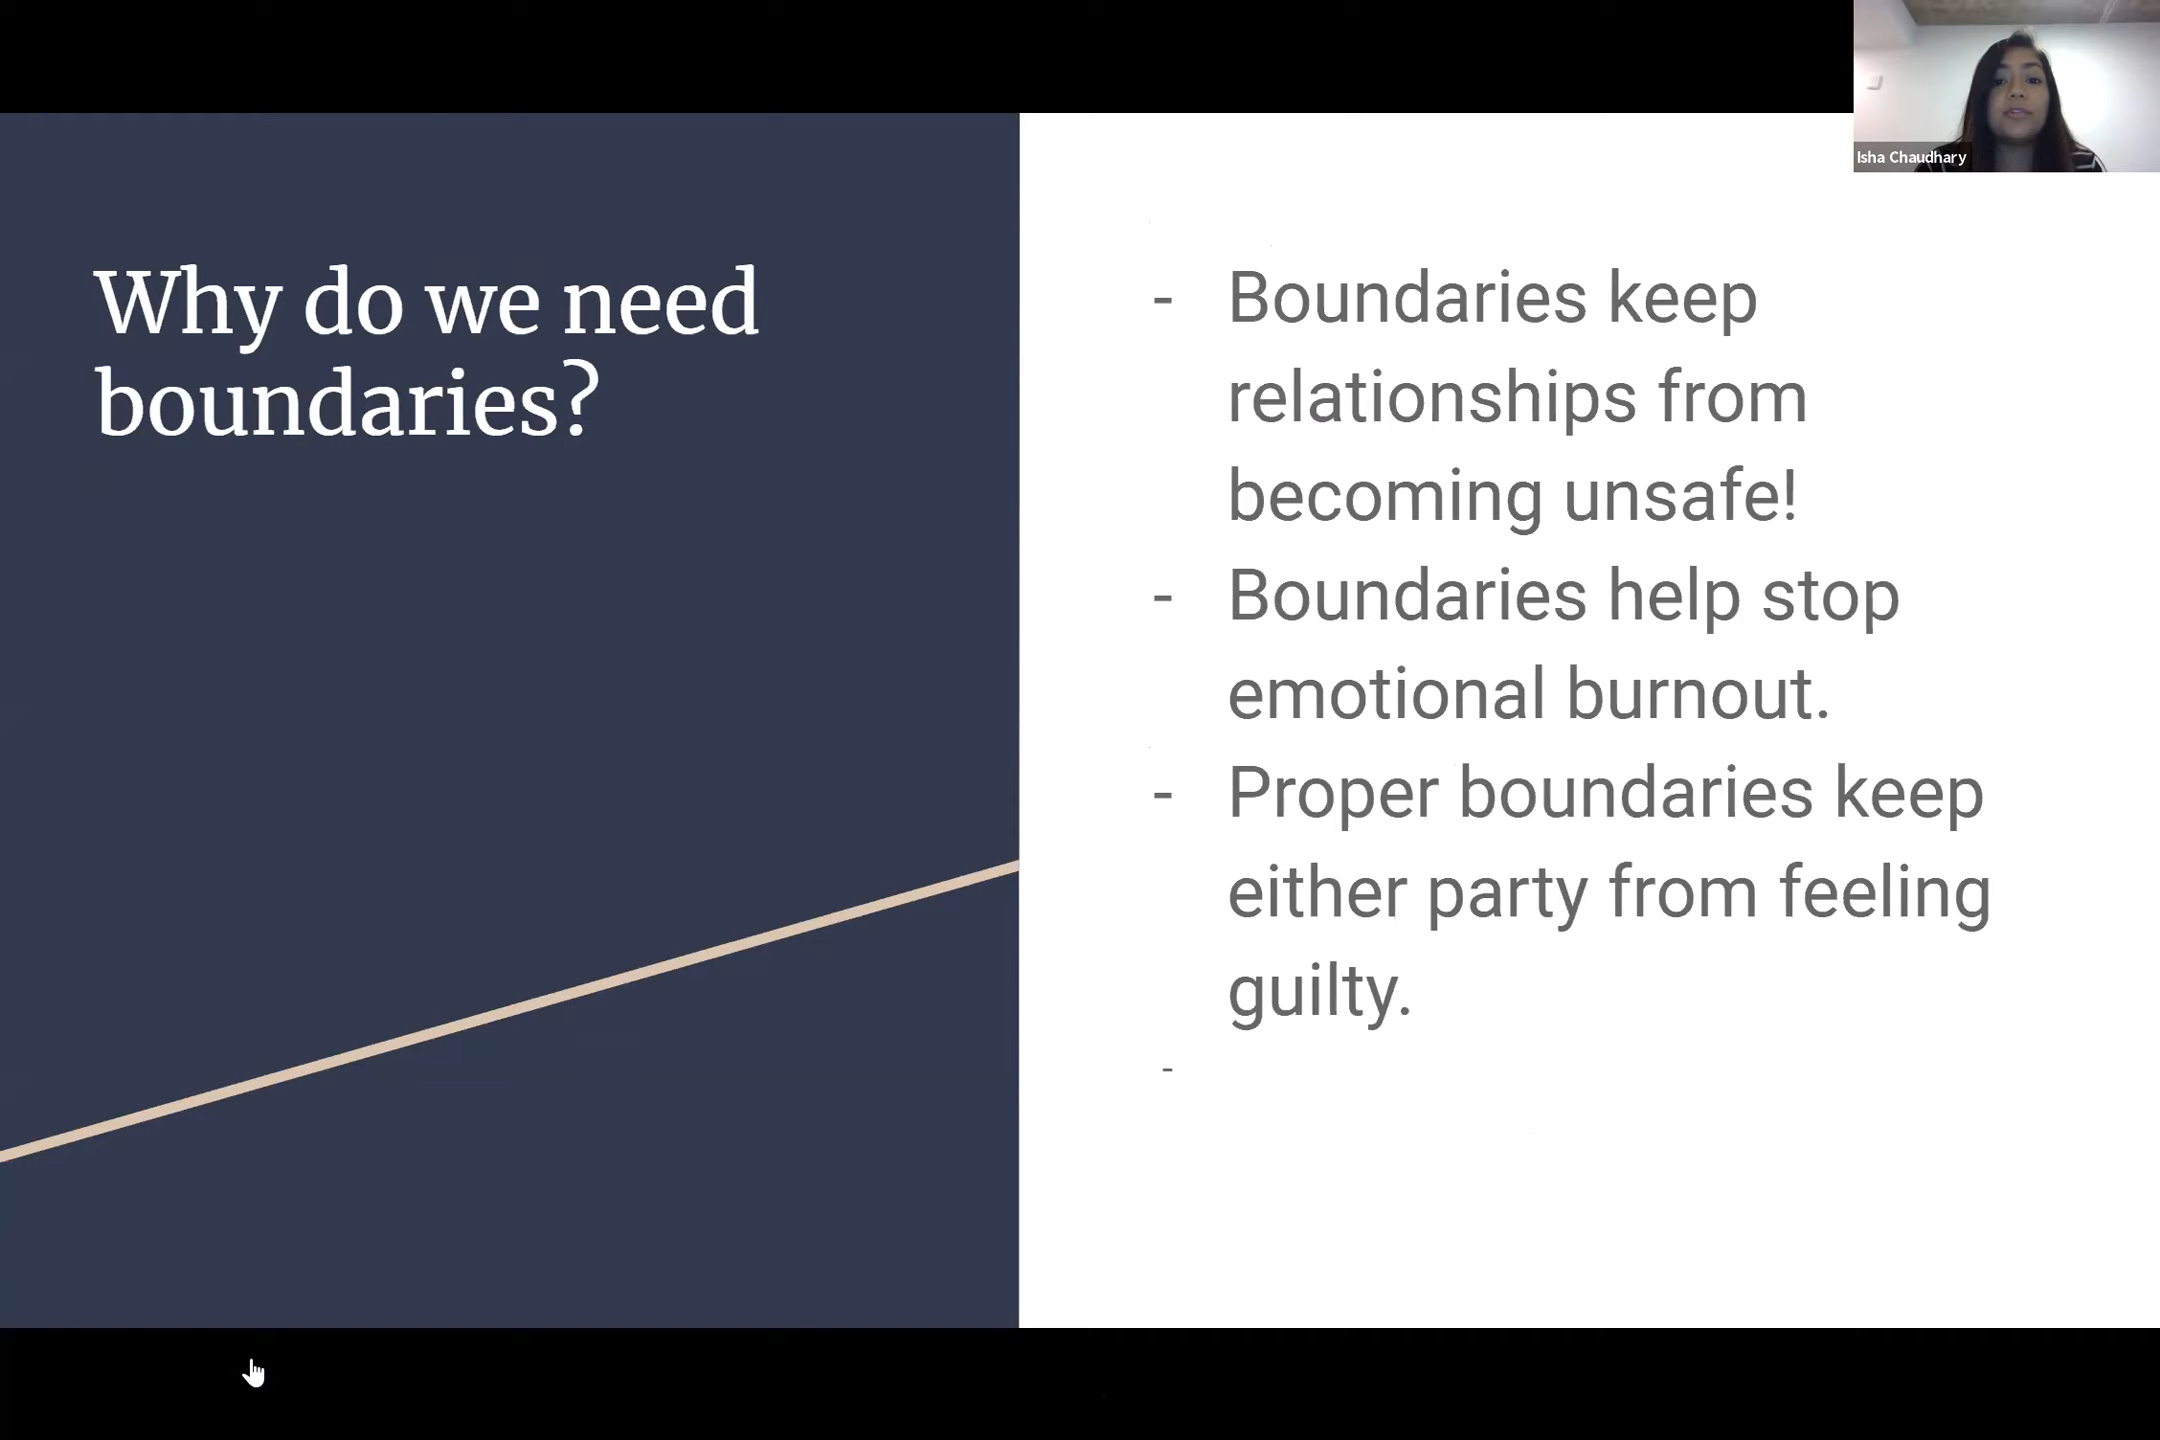 Isha Chaudhary
Why do we need
boundaries?
- Boundaries keep
relationships from
becoming unsafe!
- Boundaries help stop
emotional burnout.
- Proper boundaries keep
either party from feeling
guilty.
-